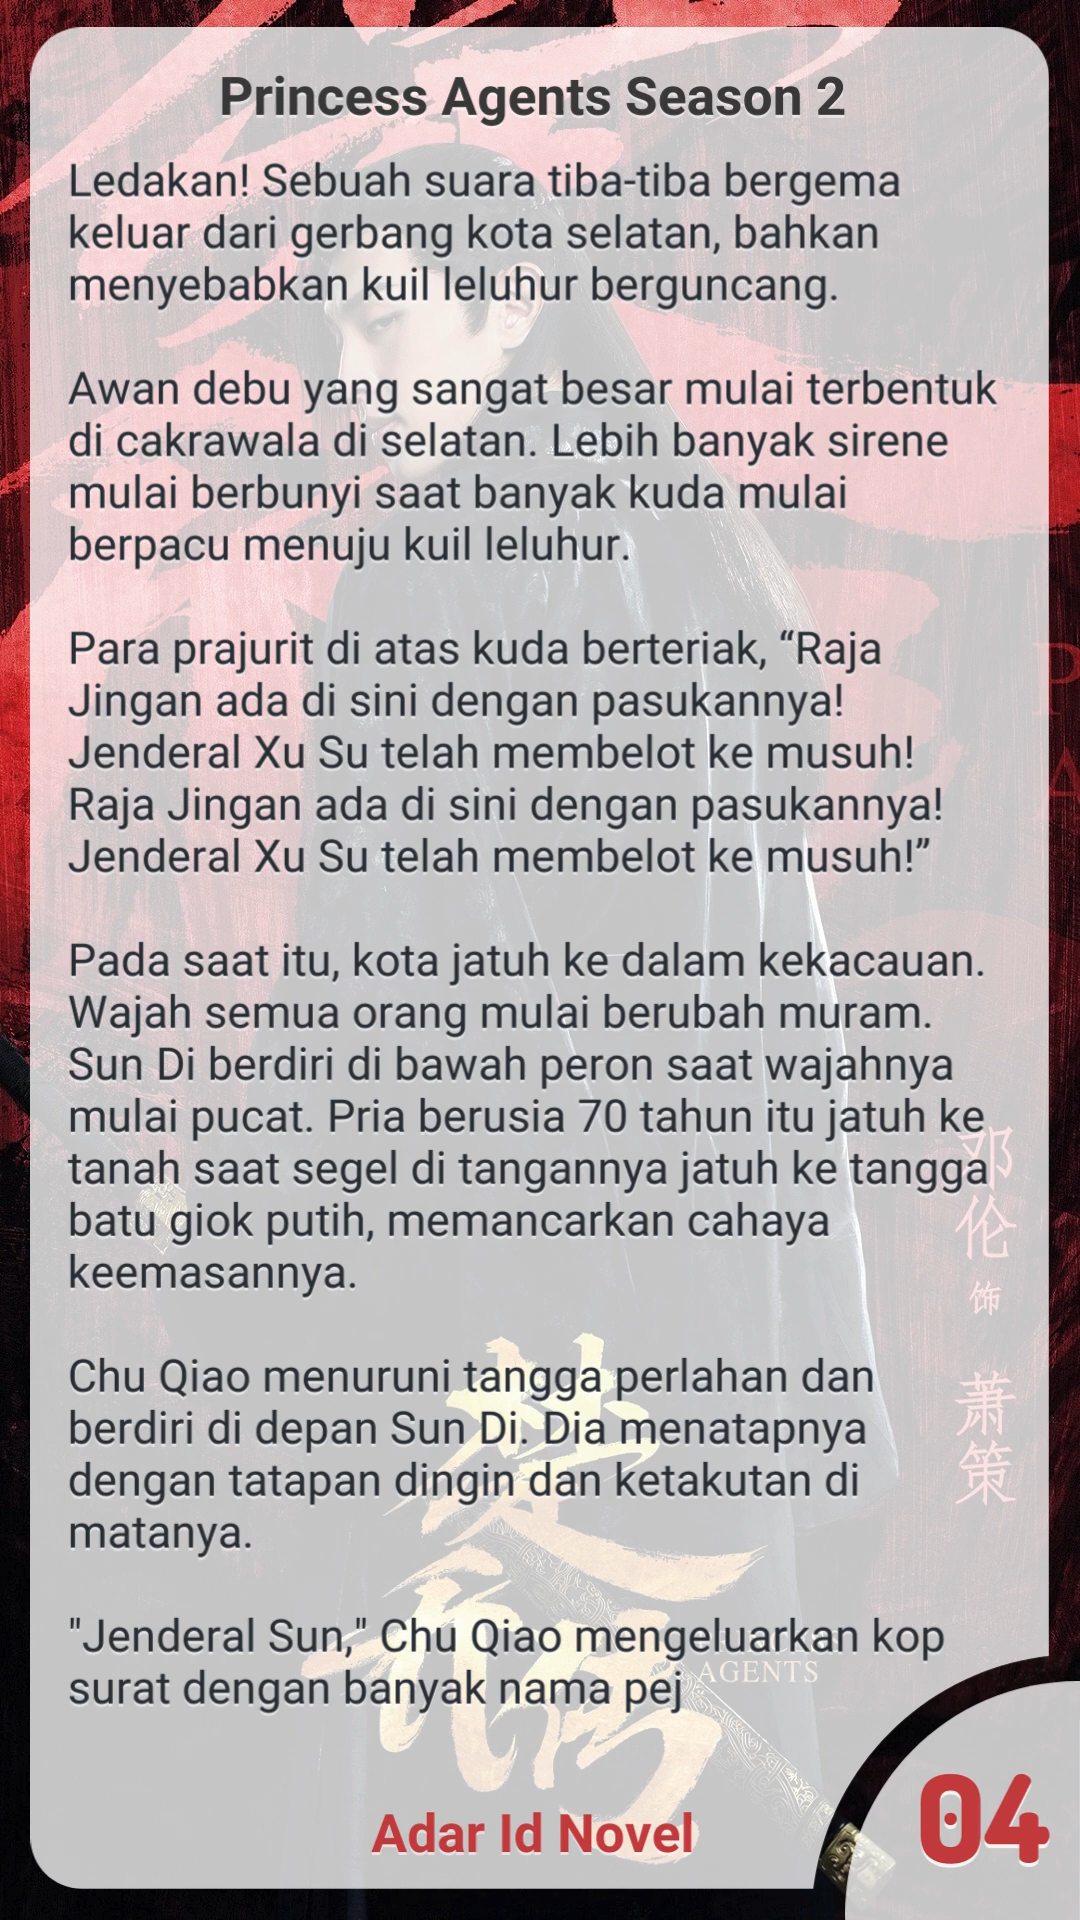 Princess Agents Season 2
Ledakan! Sebuah suara tiba-tiba bergema
keluar dari gerbang kota selatan, bahkan
menyebabkan kuil leluhur berguncang.
Awan debu yang sangat besar mulai terbentuk
di cakrawala di selatan. Lebih banyak sirene
mulai berbunyi saat banyak kuda mulai
berpacu menuju kuil leluhur.
Para prajurit di atas kuda berteriak, “Raja
Jingan ada di sini dengan pasukannya!
Jenderal Xu Su telah membelot ke musuh!
Raja Jingan ada di sini dengan pasukannya!
Jenderal Xu Su telah membelot ke musuh!”
Pada saat itu, kota jatuh ke dalam kekacauan.
Wajah semua orang mulai berubah muram.
Sun Di berdiri di bawah peron saat wajahnya
mulai pucat. Pria berusia 70 tahun itu jatuh ke
tanah saat segel di tangannya jatuh ke tangga
batu giok putih, memancarkan cahaya
keemasannya.
Chu Qiao menuruni tangga perlahan dan
berdiri di depan Sun Di. Dia menatapnya
dengan tatapan dingin dan ketakutan di
matanya.
"Jenderal Sun," Chu Qiao mengeluarkan kop
surat dengan banyak nama pej
AGENTS
邓伦 饰 萧策
楚乔传
P
A
Adar Id Novel
04